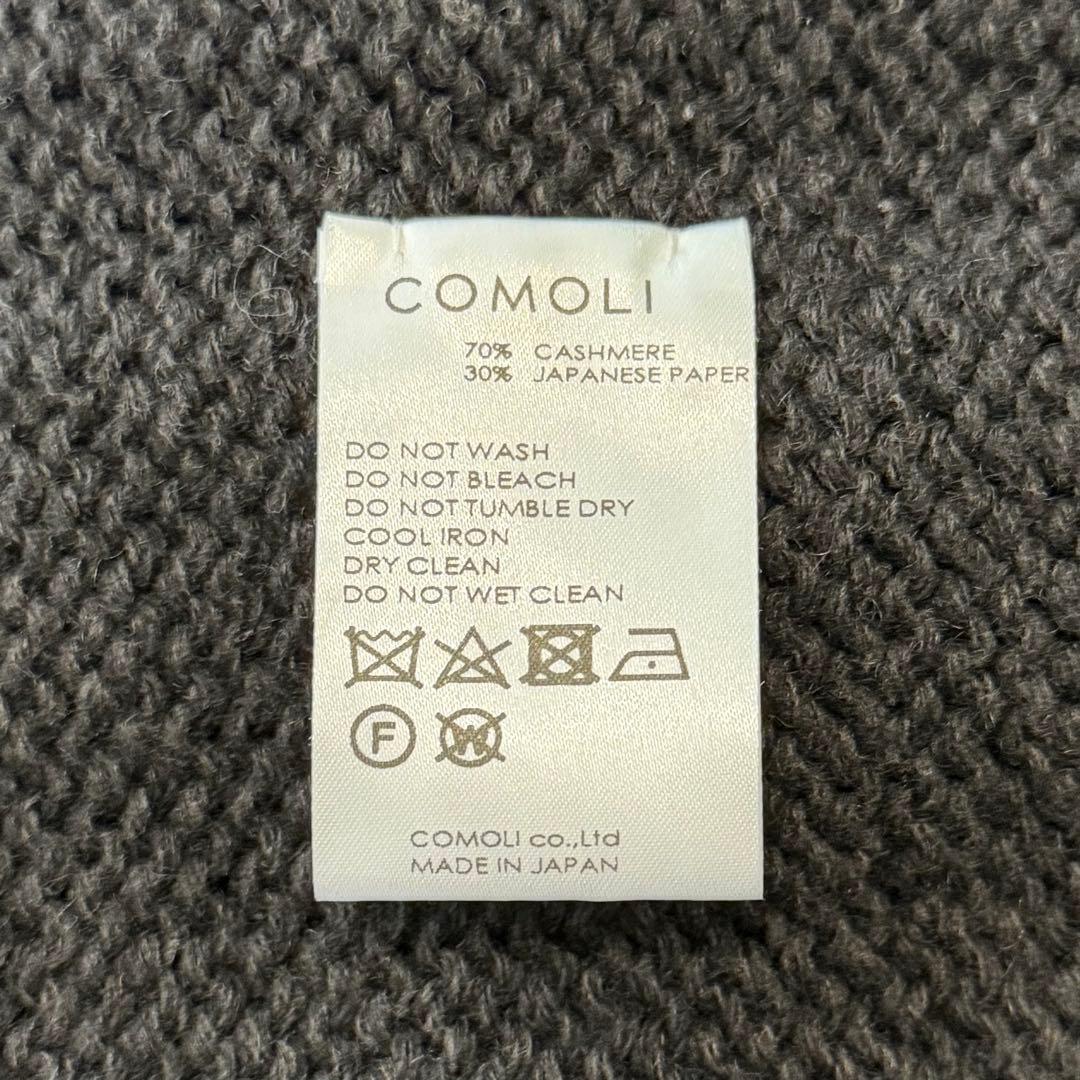 COMOLI
70% CASHMERE
30% JAPANESE PAPER
DO NOT WASH
DO NOT BLEACH
DO NOT TUMBLE DRY
COOL IRON
DRY CLEAN
DO NOT WET CLEAN
F W
COMOLI co.,Ltd
MADE IN JAPAN